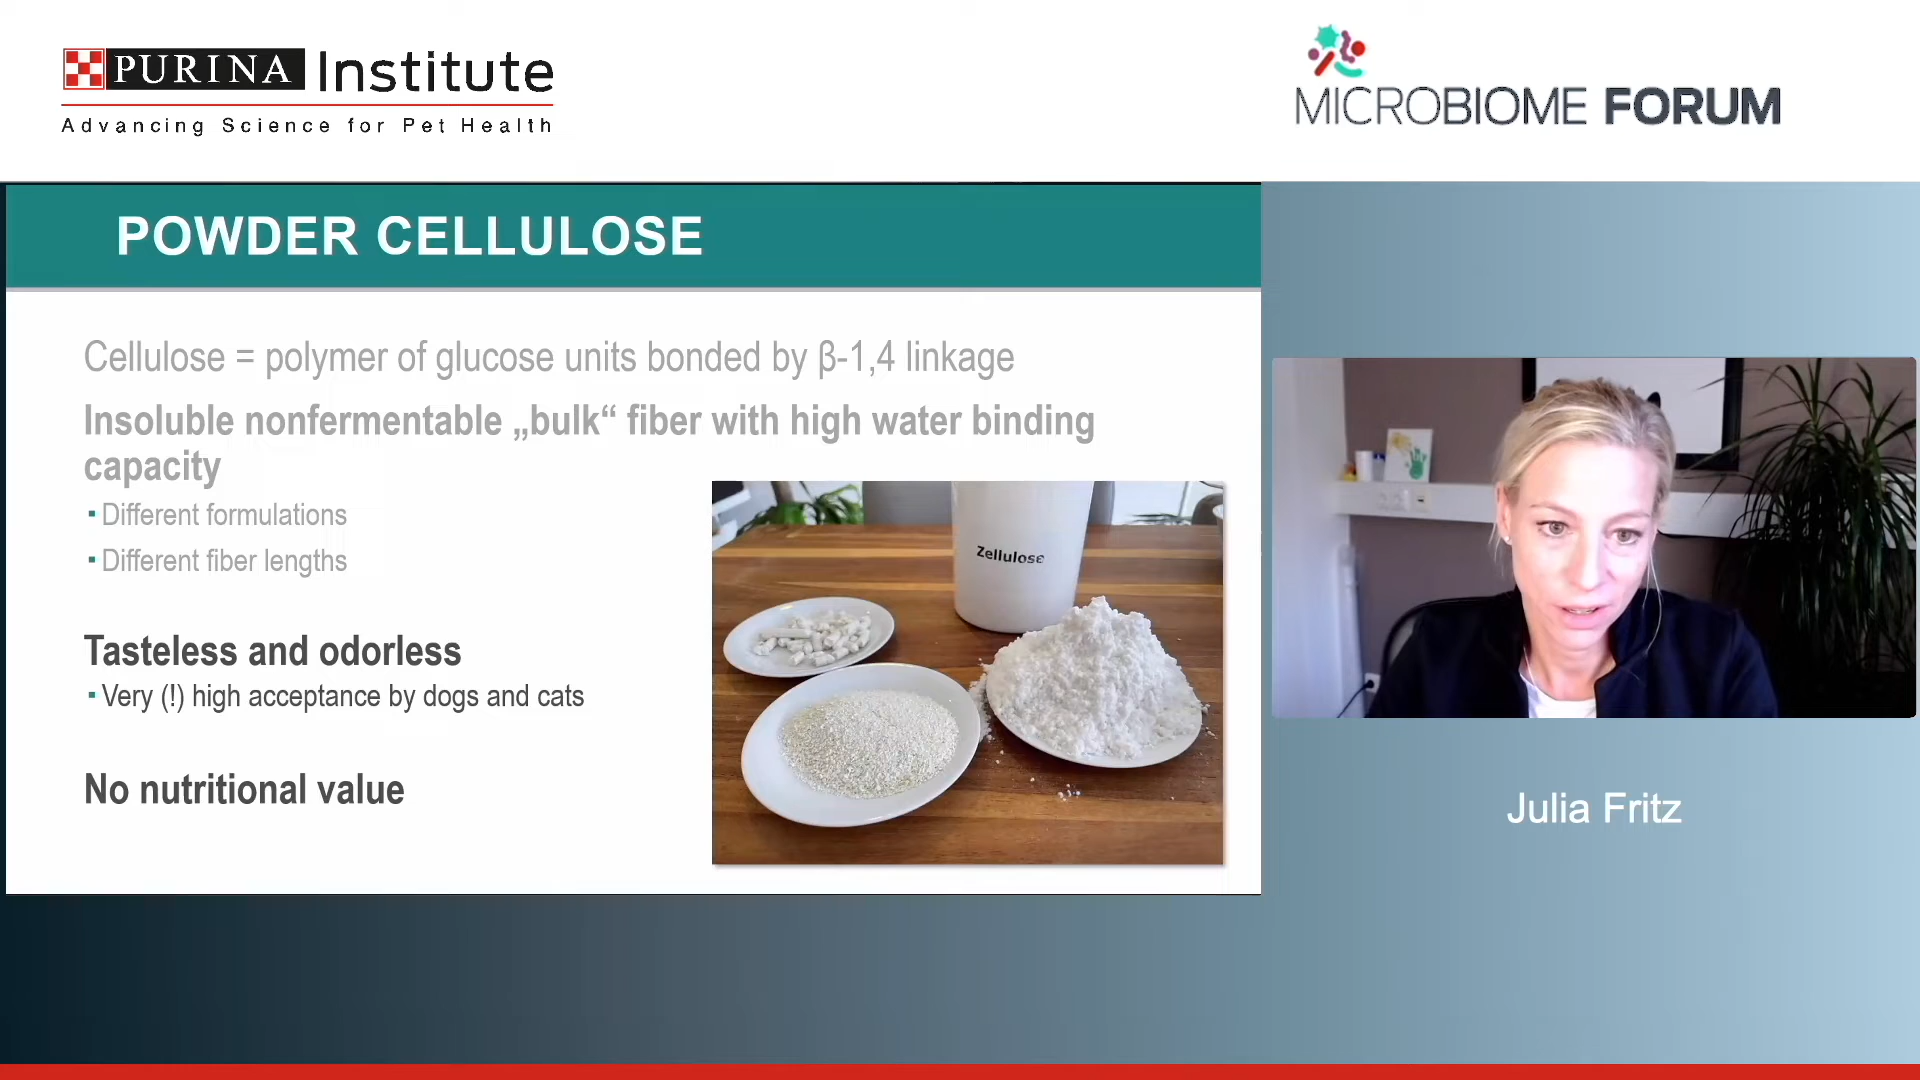 PURINA Institute
Advancing Science for Pet Health
MICROBIOME FORUM
POWDER CELLULOSE
Cellulose = polymer of glucose units bonded by β-1,4 linkage
Insoluble nonfermentable „bulk“ fiber with high water binding
capacity
▪ Different formulations
▪ Different fiber lengths
Tasteless and odorless
▪ Very (!) high acceptance by dogs and cats
No nutritional value
Zellulose
Julia Fritz